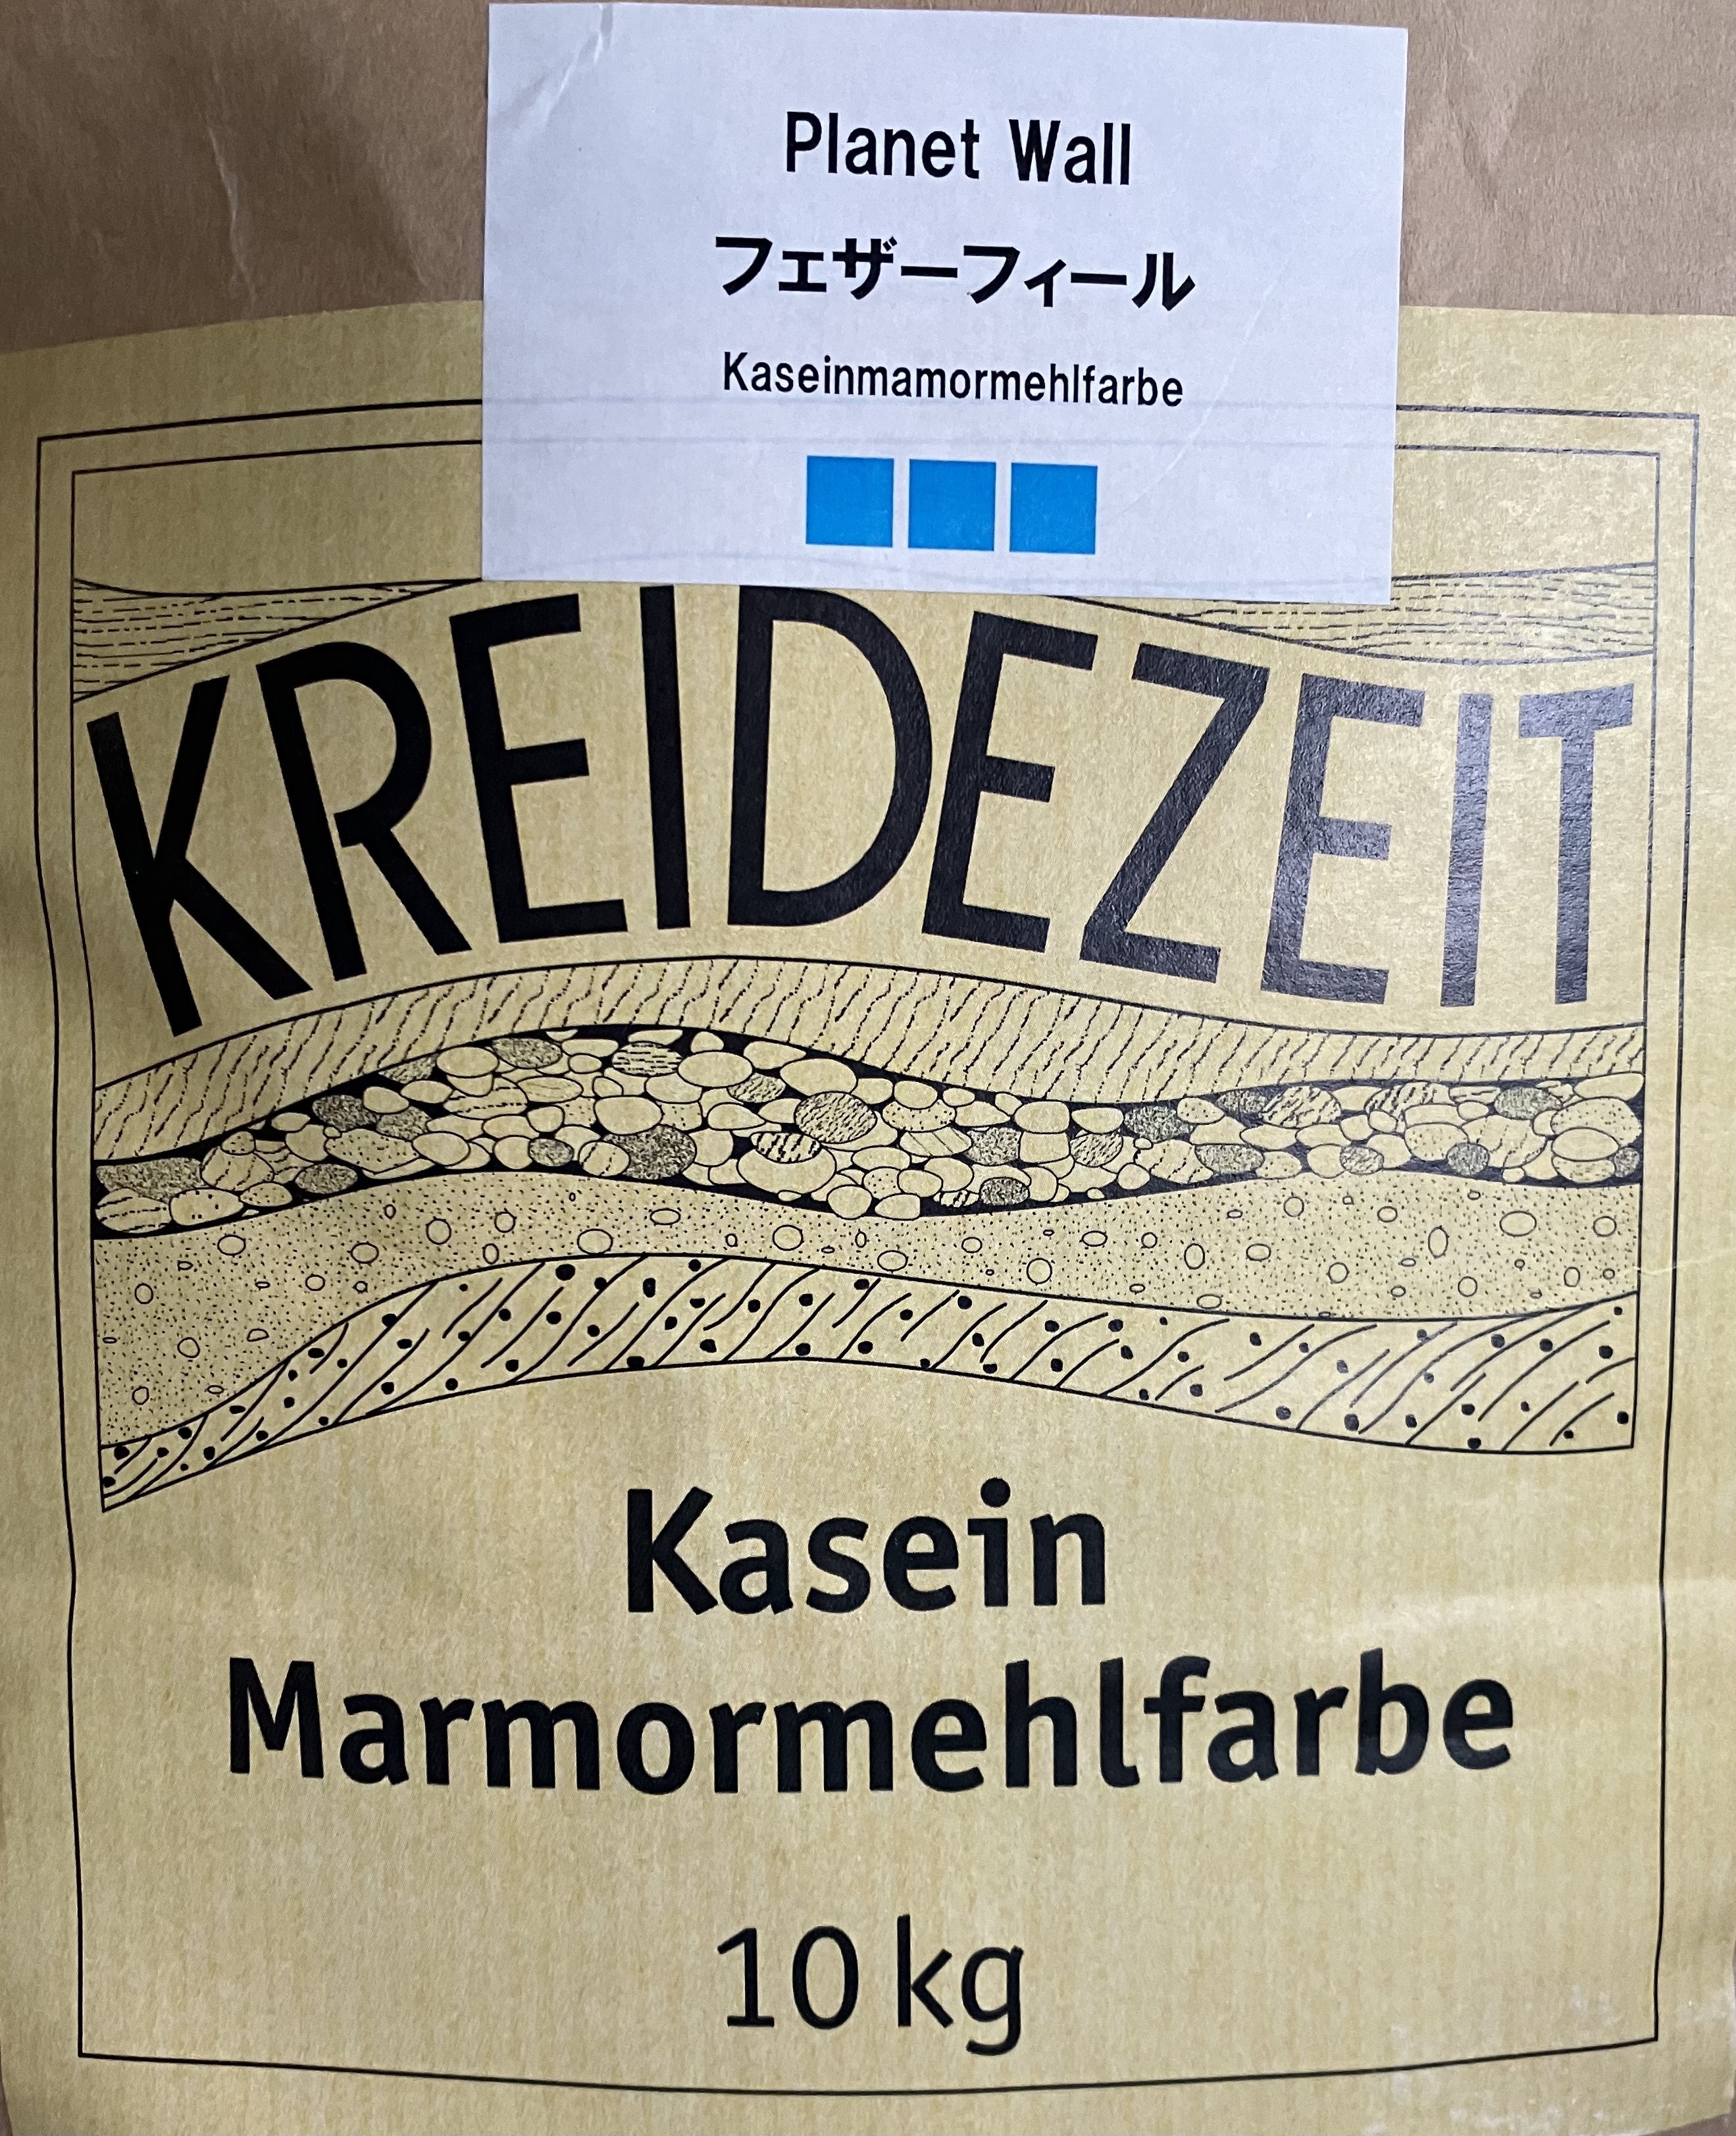 Planet Wall
フェザーフィール
Kaseinmamormehlfarbe
KREIDEZEIT
Kasein
Marmormehlfarbe
10 kg